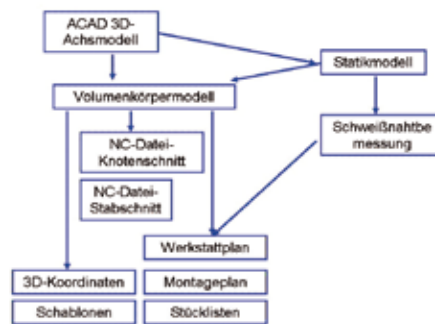 ACAD 3D-
Achsmodell
Statikmodell
Volumenkörpermodell
NC-Datei-
Knotenschnitt
Schweißnahtbe
messung
NC-Datei-
Stabschnitt
Werkstattplan
3D-Koordinaten
Montageplan
Schablonen
Stücklisten